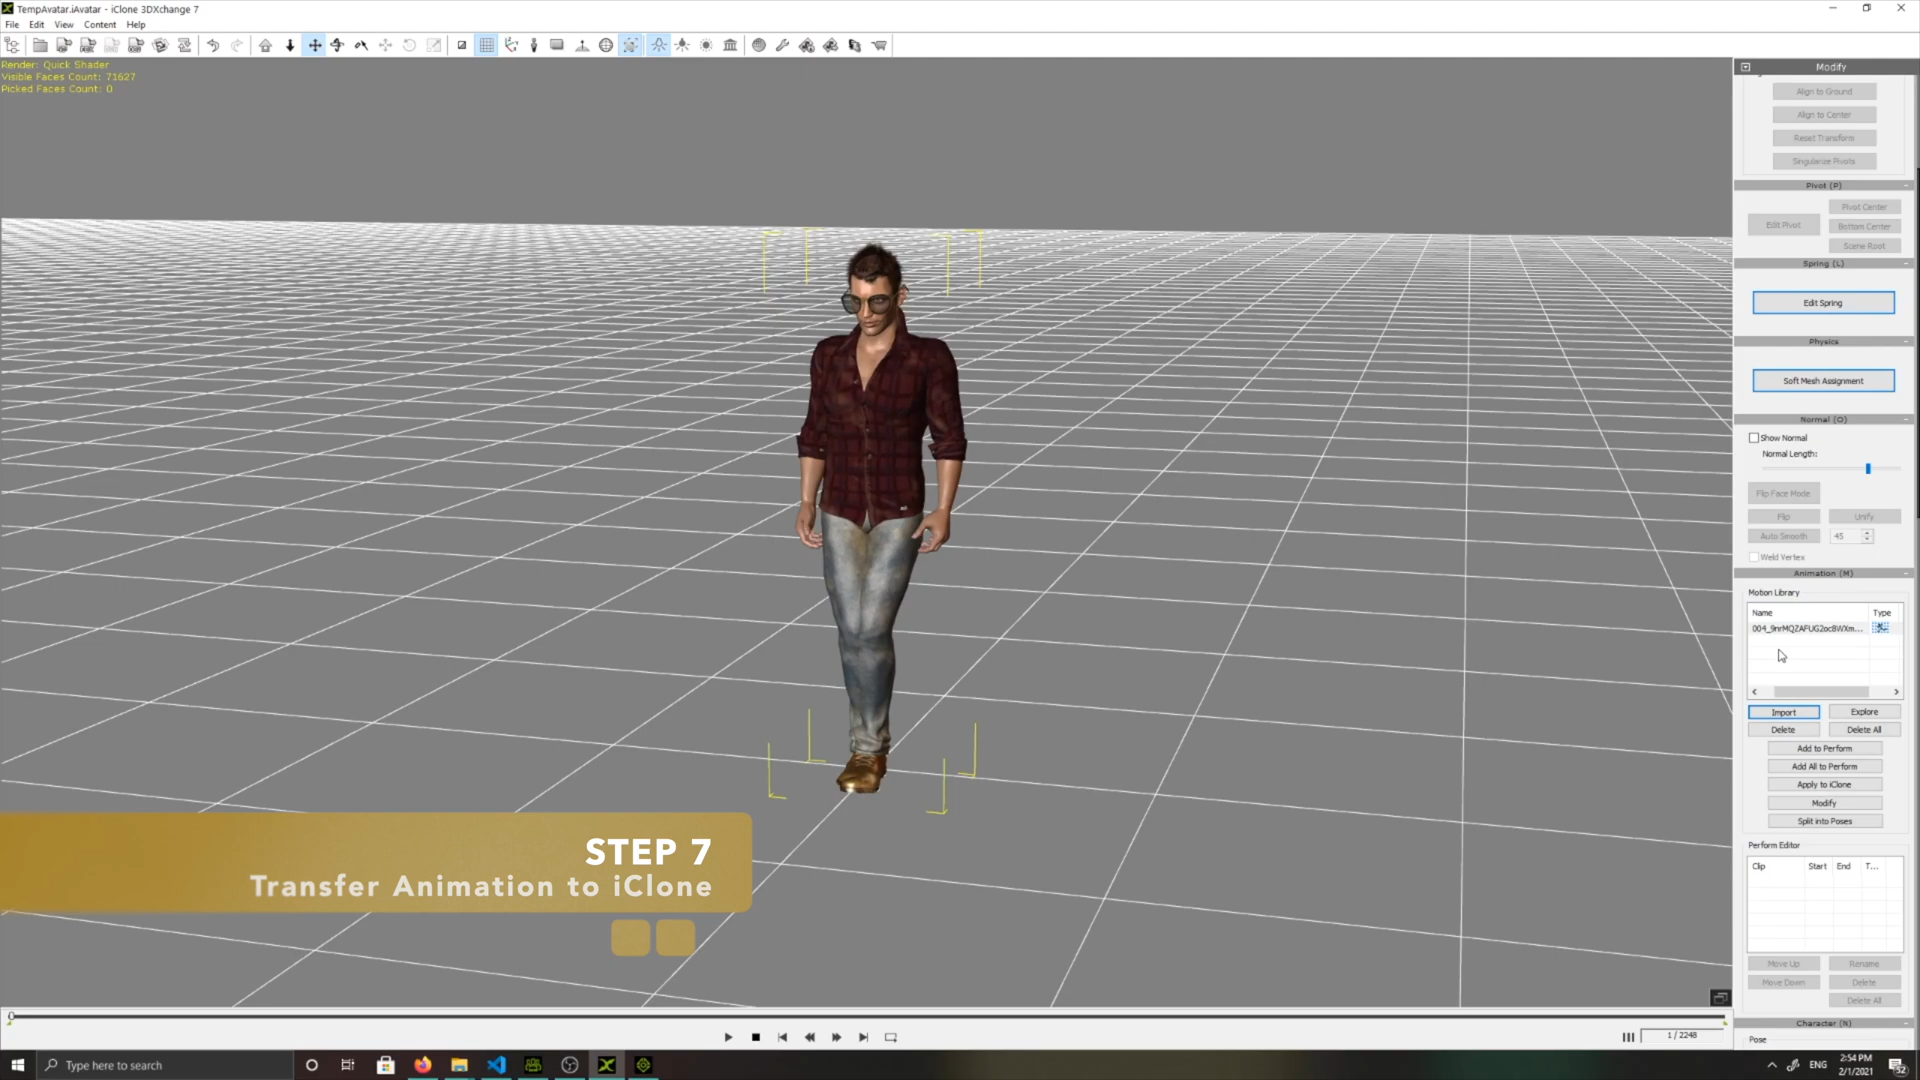 TempAvatar.iAvatar - iClone 3DXchange 7
File Edit View Content Help
Render: Quick Shader
Visible Faces Count: 71627
Picked Faces Count: 0
Modify
Align to Ground
Align to Center
Reset Transform
Singularize Pivots
Pivot (P)
Edit Pivot
Pivot Center
Bottom Center
Scene Root
Spring (L)
Edit Spring
Physics
Soft Mesh Assignment
Normal (O)
Show Normal
Normal Length:
Flip Face Mode
Flip Unify
Auto Smooth 45
Weld Vertex
Animation (M)
Motion Library
Name Type
004_9nrMQZAFUG2oc8WXm...
Import Explore
Delete Delete All
Add to Perform
Add All to Perform
Apply to iClone
Modify
Split into Poses
Perform Editor
Clip Start End T...
Move Up Rename
Move Down Delete
Delete All
Character (N)
Pose
STEP 7
Transfer Animation to iClone
1 / 2248
Type here to search
ENG
2:54 PM
2/1/2021
52